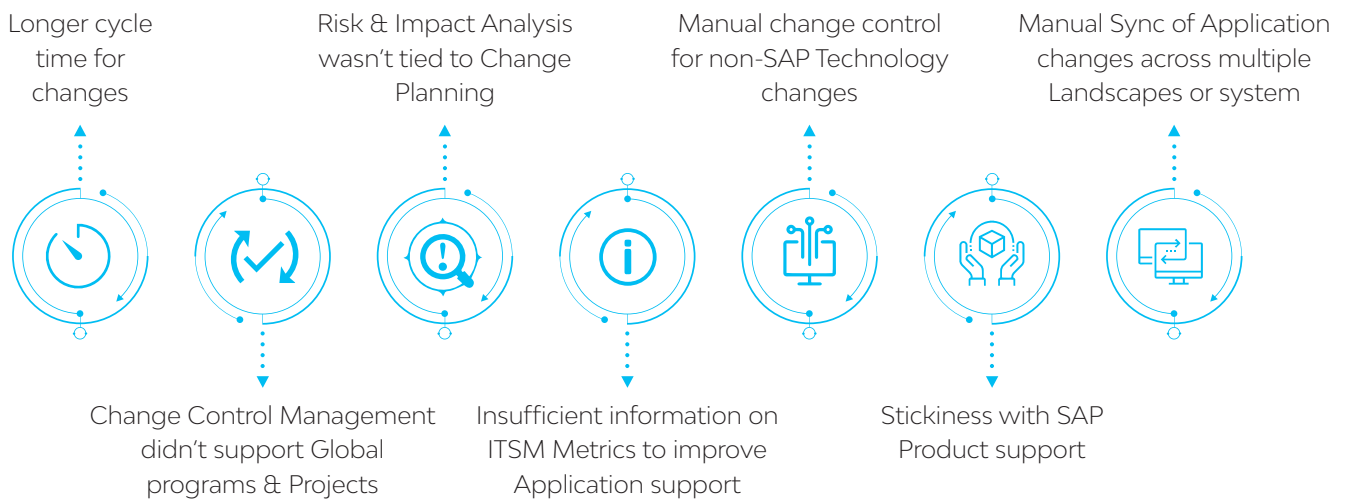 Longer cycle
time for
changes
Risk & Impact Analysis
wasn't tied to Change
Planning
Manual change control
for non-SAP Technology
changes
Manual Sync of Application
changes across multiple
Landscapes or system
Change Control Management
didn't support Global
programs & Projects
Insufficient information on
ITSM Metrics to improve
Application support
Stickiness with SAP
Product support